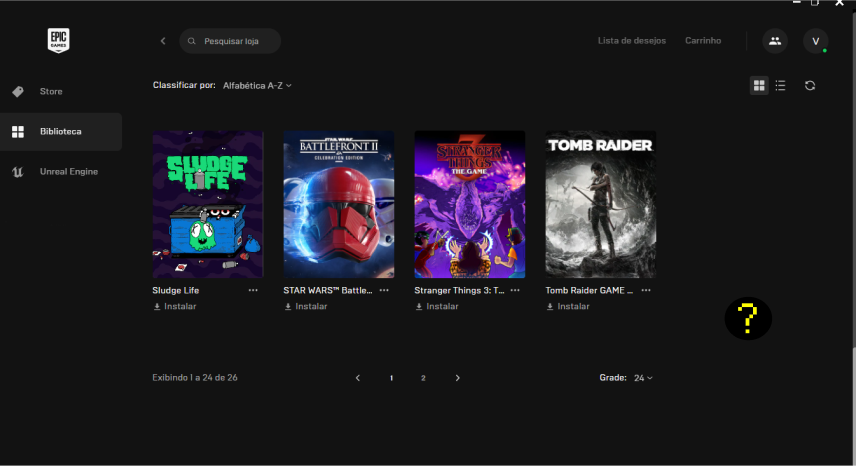 EPIC
GAMES
Pesquisar loja
Lista de desejos
Carrinho
V
Store
Classificar por: Alfabética A-Z
Biblioteca
Unreal Engine
SLUDGE
LIFE
STAR WARS
BATTLEFRONT II
CELEBRATION EDITION
STRANGER
THINGS
3
THE GAME
TOMB RAIDER
Sludge Life
STAR WARS™ Battle...
Stranger Things 3: T...
Tomb Raider GAME ...
Instalar
Instalar
Instalar
Instalar
?
Exibindo 1 a 24 de 26
1
2
Grade: 24